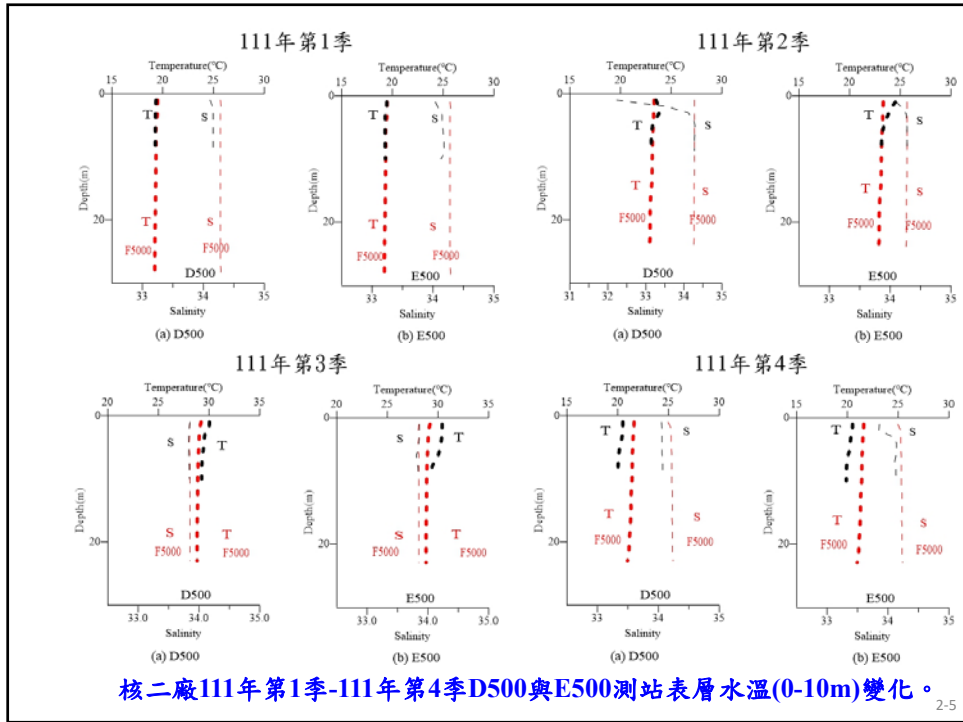 111年第1季
Temperature(°C)
15 20 25 30
0
T S
Depth(m)
20
T S
F5000 F5000
D500
33 34 35
Salinity
(a) D500
Temperature(°C)
15 20 25 30
0
T S
Depth(m)
20
T S
F5000 F5000
E500
33 34 35
Salinity
(b) E500
111年第2季
Temperature(°C)
15 20 25 30
0
T S
Depth(m)
T S
20
F5000 F5000
D500
31 32 33 34 35
Salinity
(a) D500
Temperature(°C)
15 20 25 30
0
T S
Depth(m)
T S
20
F5000 F5000
E500
33 34 35
Salinity
(b) E500
111年第3季
Temperature(°C)
20 25 30 35
0
S T
Depth(m)
S T
20
F5000 F5000
D500
33.0 34.0 35.0
Salinity
(a) D500
Temperature(°C)
20 25 30 35
0
S T
Depth(m)
S T
20
F5000 F5000
E500
33.0 34.0 35.0
Salinity
(b) E500
111年第4季
Temperature(°C)
15 20 25 30
0
T S
Depth(m)
T S
20
F5000 F5000
D500
33 34 35
Salinity
(a) D500
Temperature(°C)
15 20 25 30
0
T S
Depth(m)
T S
20
F5000 F5000
E500
33 34 35
Salinity
(b) E500
核二廠111年第1季-111年第4季D500與E500測站表層水溫(0-10m)變化。
2-5